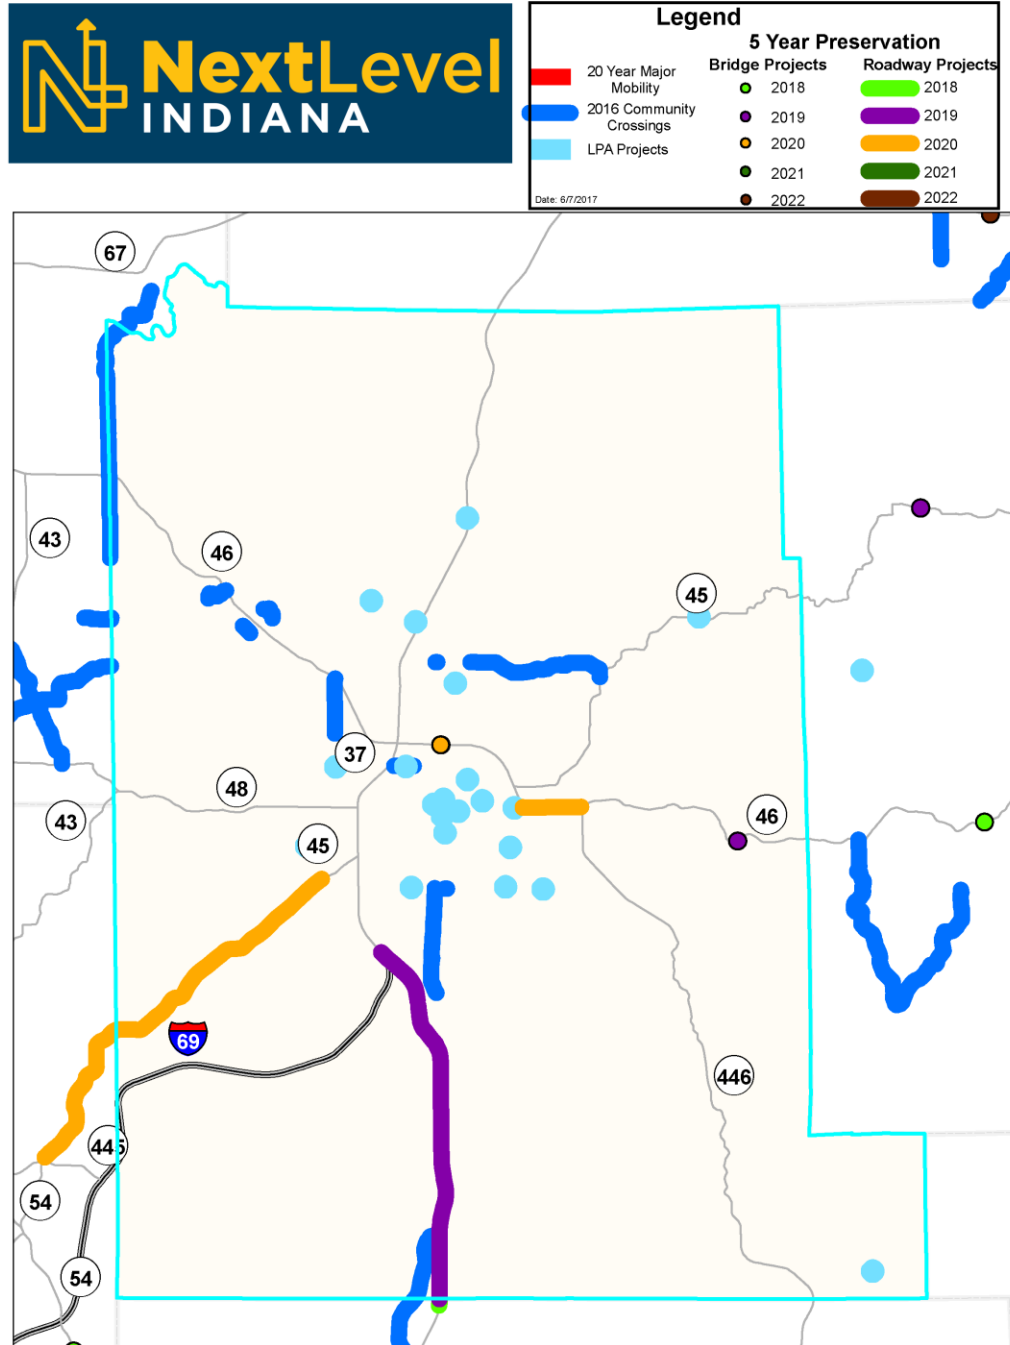 NextLevel
INDIANA
Legend
5 Year Preservation
Bridge Projects
Roadway Projects
20 Year Major
Mobility
2016 Community
Crossings
LPA Projects
2018
2019
2020
2021
2022
2018
2019
2020
2021
2022
Date: 6/7/2017
67
43
46
45
37
48
43
46
45
69
446
445
54
54